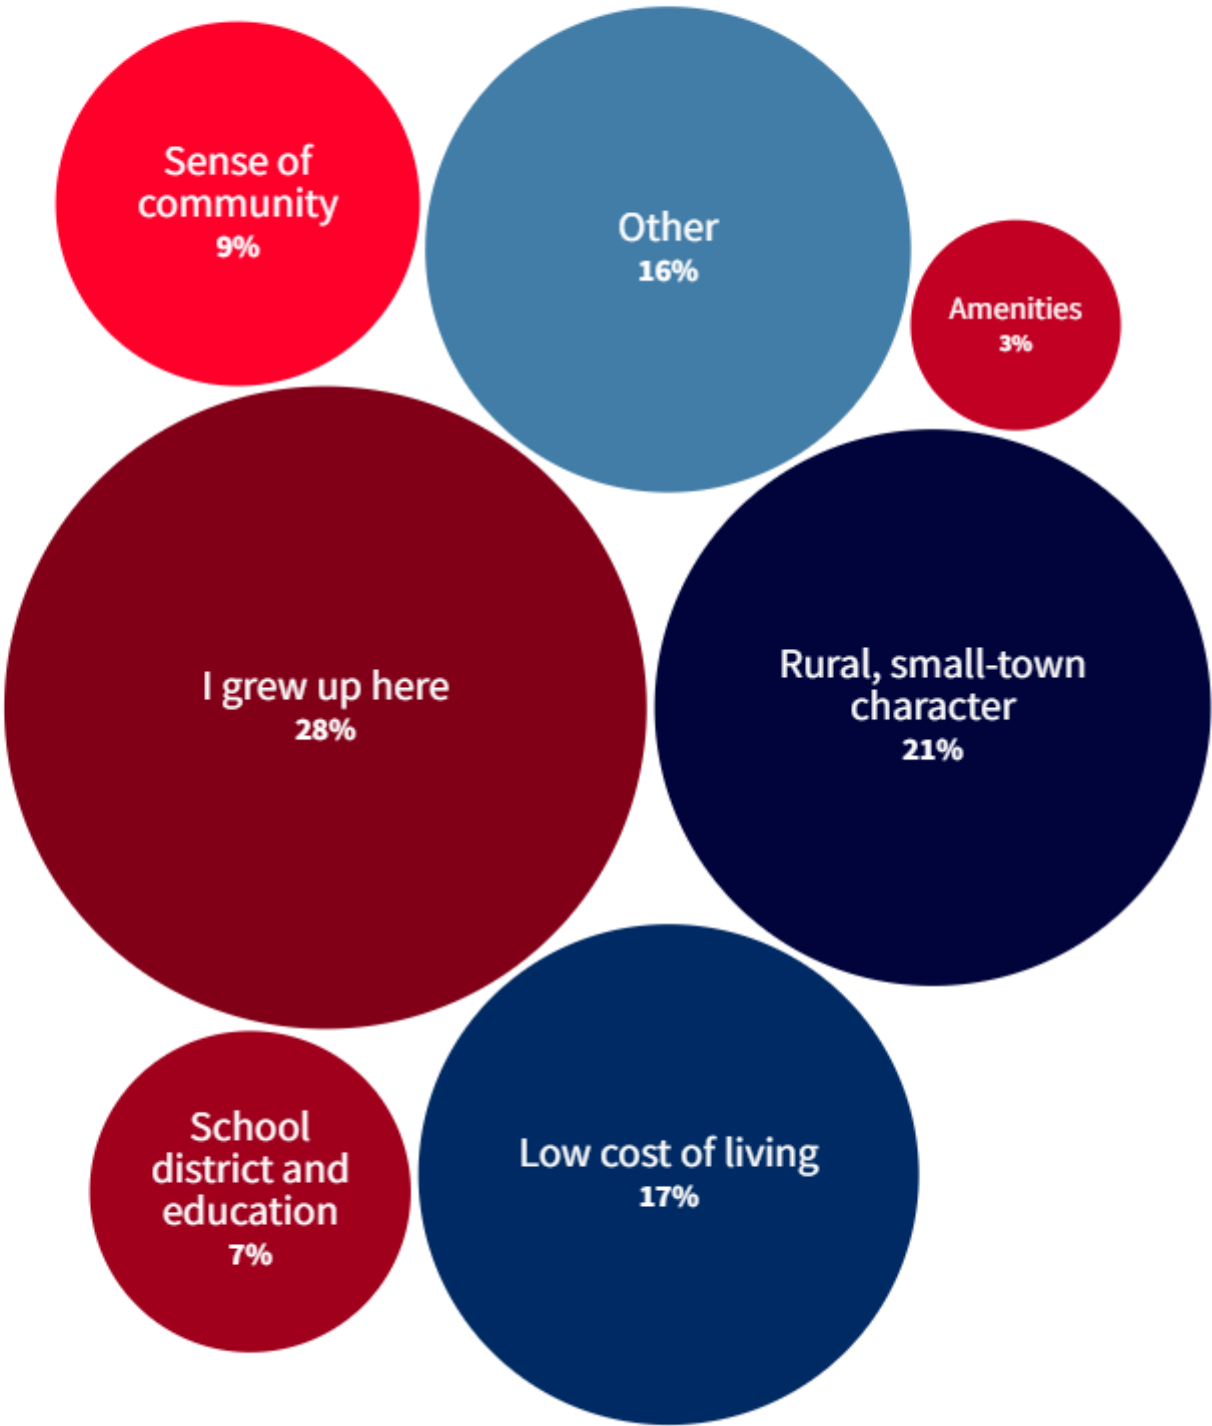 Sense of
community
9%
Other
16%
Amenities
3%
I grew up here
28%
Rural, small-town
character
21%
School
district and
education
7%
Low cost of living
17%